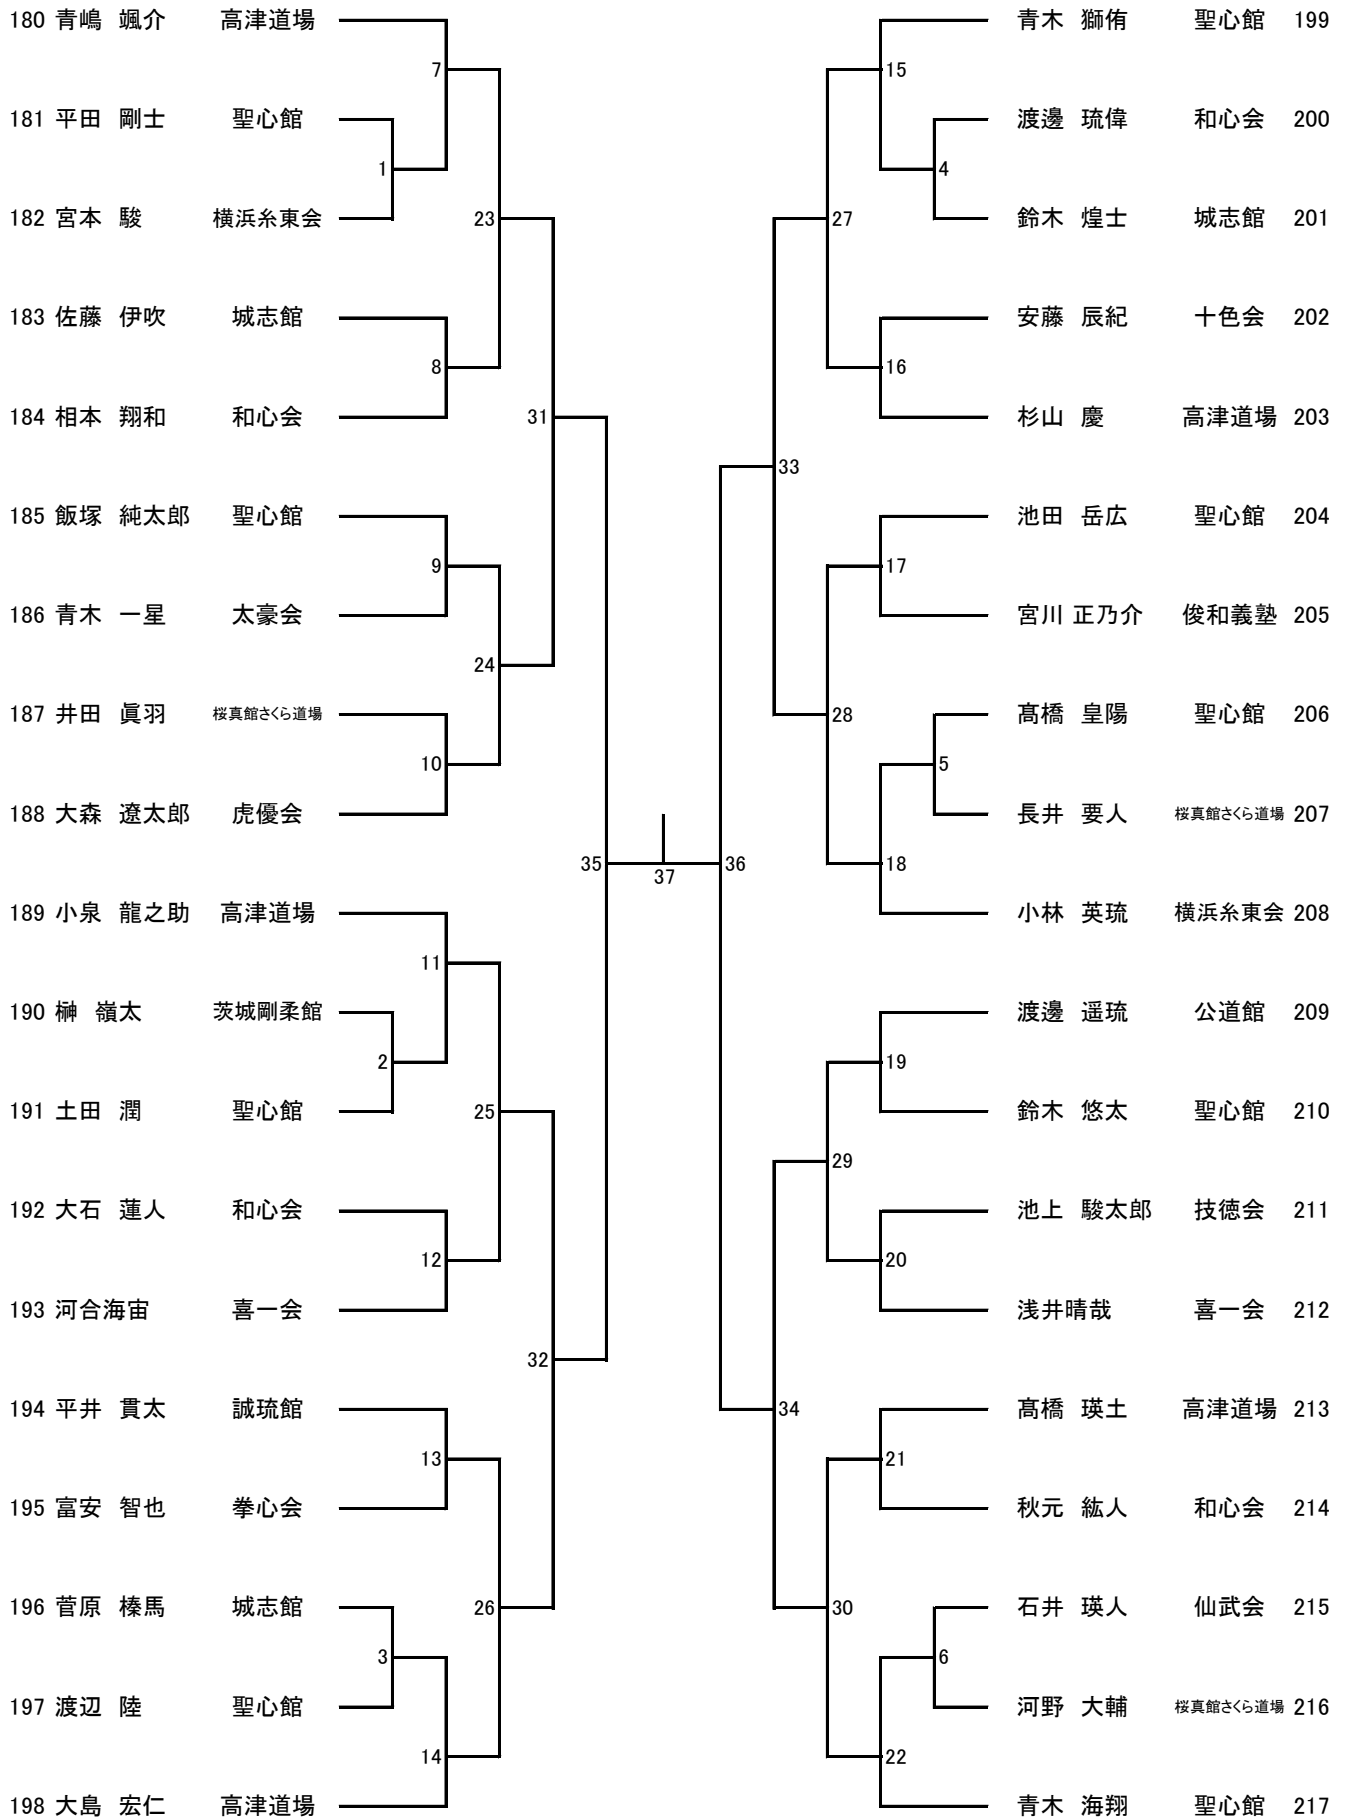 180 青嶋 颯介 高津道場
7
181 平田 剛士 聖心館
1
182 宮本 駿 横浜糸東会
23
183 佐藤 伊吹 城志館
8
184 相本 翔和 和心会
31
185 飯塚 純太郎 聖心館
9
186 青木 一星 太豪会
24
187 井田 眞羽 桜真館さくら道場
10
188 大森 遼太郎 虎優会
35
189 小泉 龍之助 高津道場
11
190 榊 嶺太 茨城剛柔館
2
191 土田 潤 聖心館
25
192 大石 蓮人 和心会
12
193 河合海宙 喜一会
32
194 平井 貫太 誠琉館
13
195 富安 智也 拳心会
196 菅原 榛馬 城志館
26
3
197 渡辺 陸 聖心館
14
198 大島 宏仁 高津道場
37
青木 獅侑 聖心館 199
15
渡邊 琉偉 和心会 200
4
鈴木 煌士 城志館 201
27
安藤 辰紀 十色会 202
16
杉山 慶 高津道場 203
33
池田 岳広 聖心館 204
17
宮川 正乃介 俊和義塾 205
髙橋 皇陽 聖心館 206
28
5
長井 要人 桜真館さくら道場 207
18
36
小林 英琉 横浜糸東会 208
渡邊 遥琉 公道館 209
19
鈴木 悠太 聖心館 210
29
池上 駿太郎 技徳会 211
20
浅井晴哉 喜一会 212
髙橋 瑛土 高津道場 213
34
21
秋元 紘人 和心会 214
石井 瑛人 仙武会 215
30
6
河野 大輔 桜真館さくら道場 216
22
青木 海翔 聖心館 217